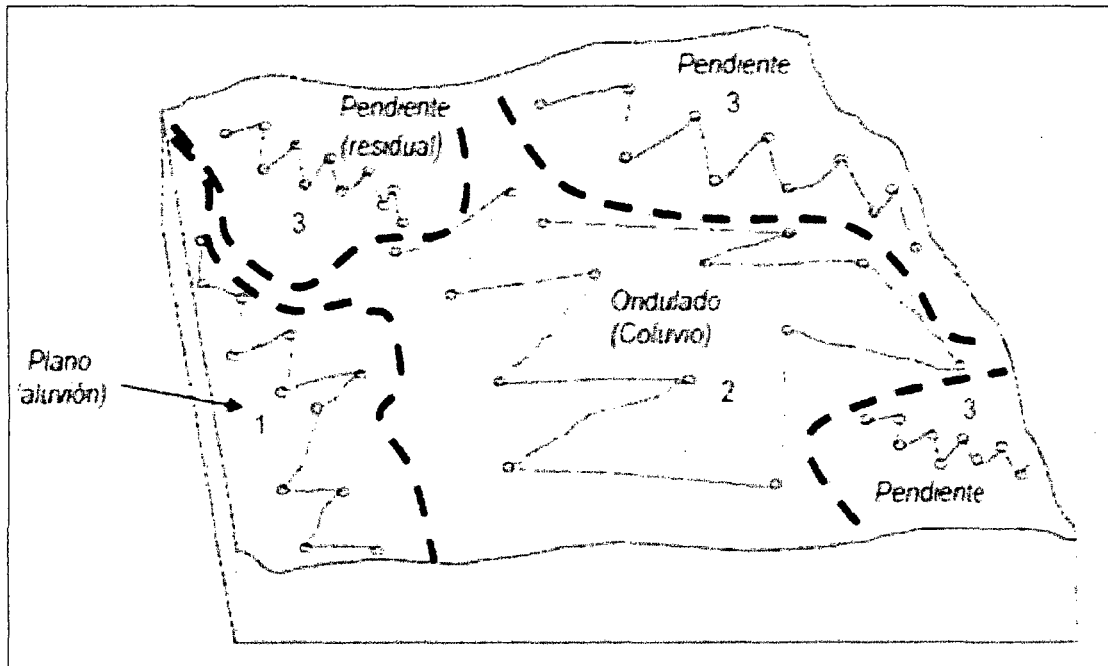 Pendiente
3
Pendiente
(residual)
3
Ondulado
(Coluvio)
2
Plano
(aluvión)
1
3
Pendiente